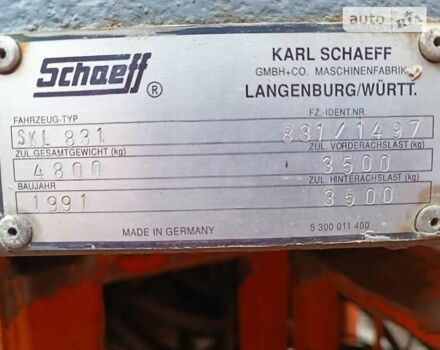 auto RIA
Schaeff ®
KARL SCHAEFF
GMBH+CO. MASCHINENFABRIK
LANGENBURG/WÜRTT.
FAHRZEUG-TYP
FZ.-IDENT.NR.
SKL 831
831/1497
ZUL.GESAMTGEWICHT (kg)
ZUL. VORDERACHSLAST (kg)
4800
3500
BAUJAHR
ZUL. HINTERACHSLAST (kg)
1991
3500
MADE IN GERMANY
5 300 011 400